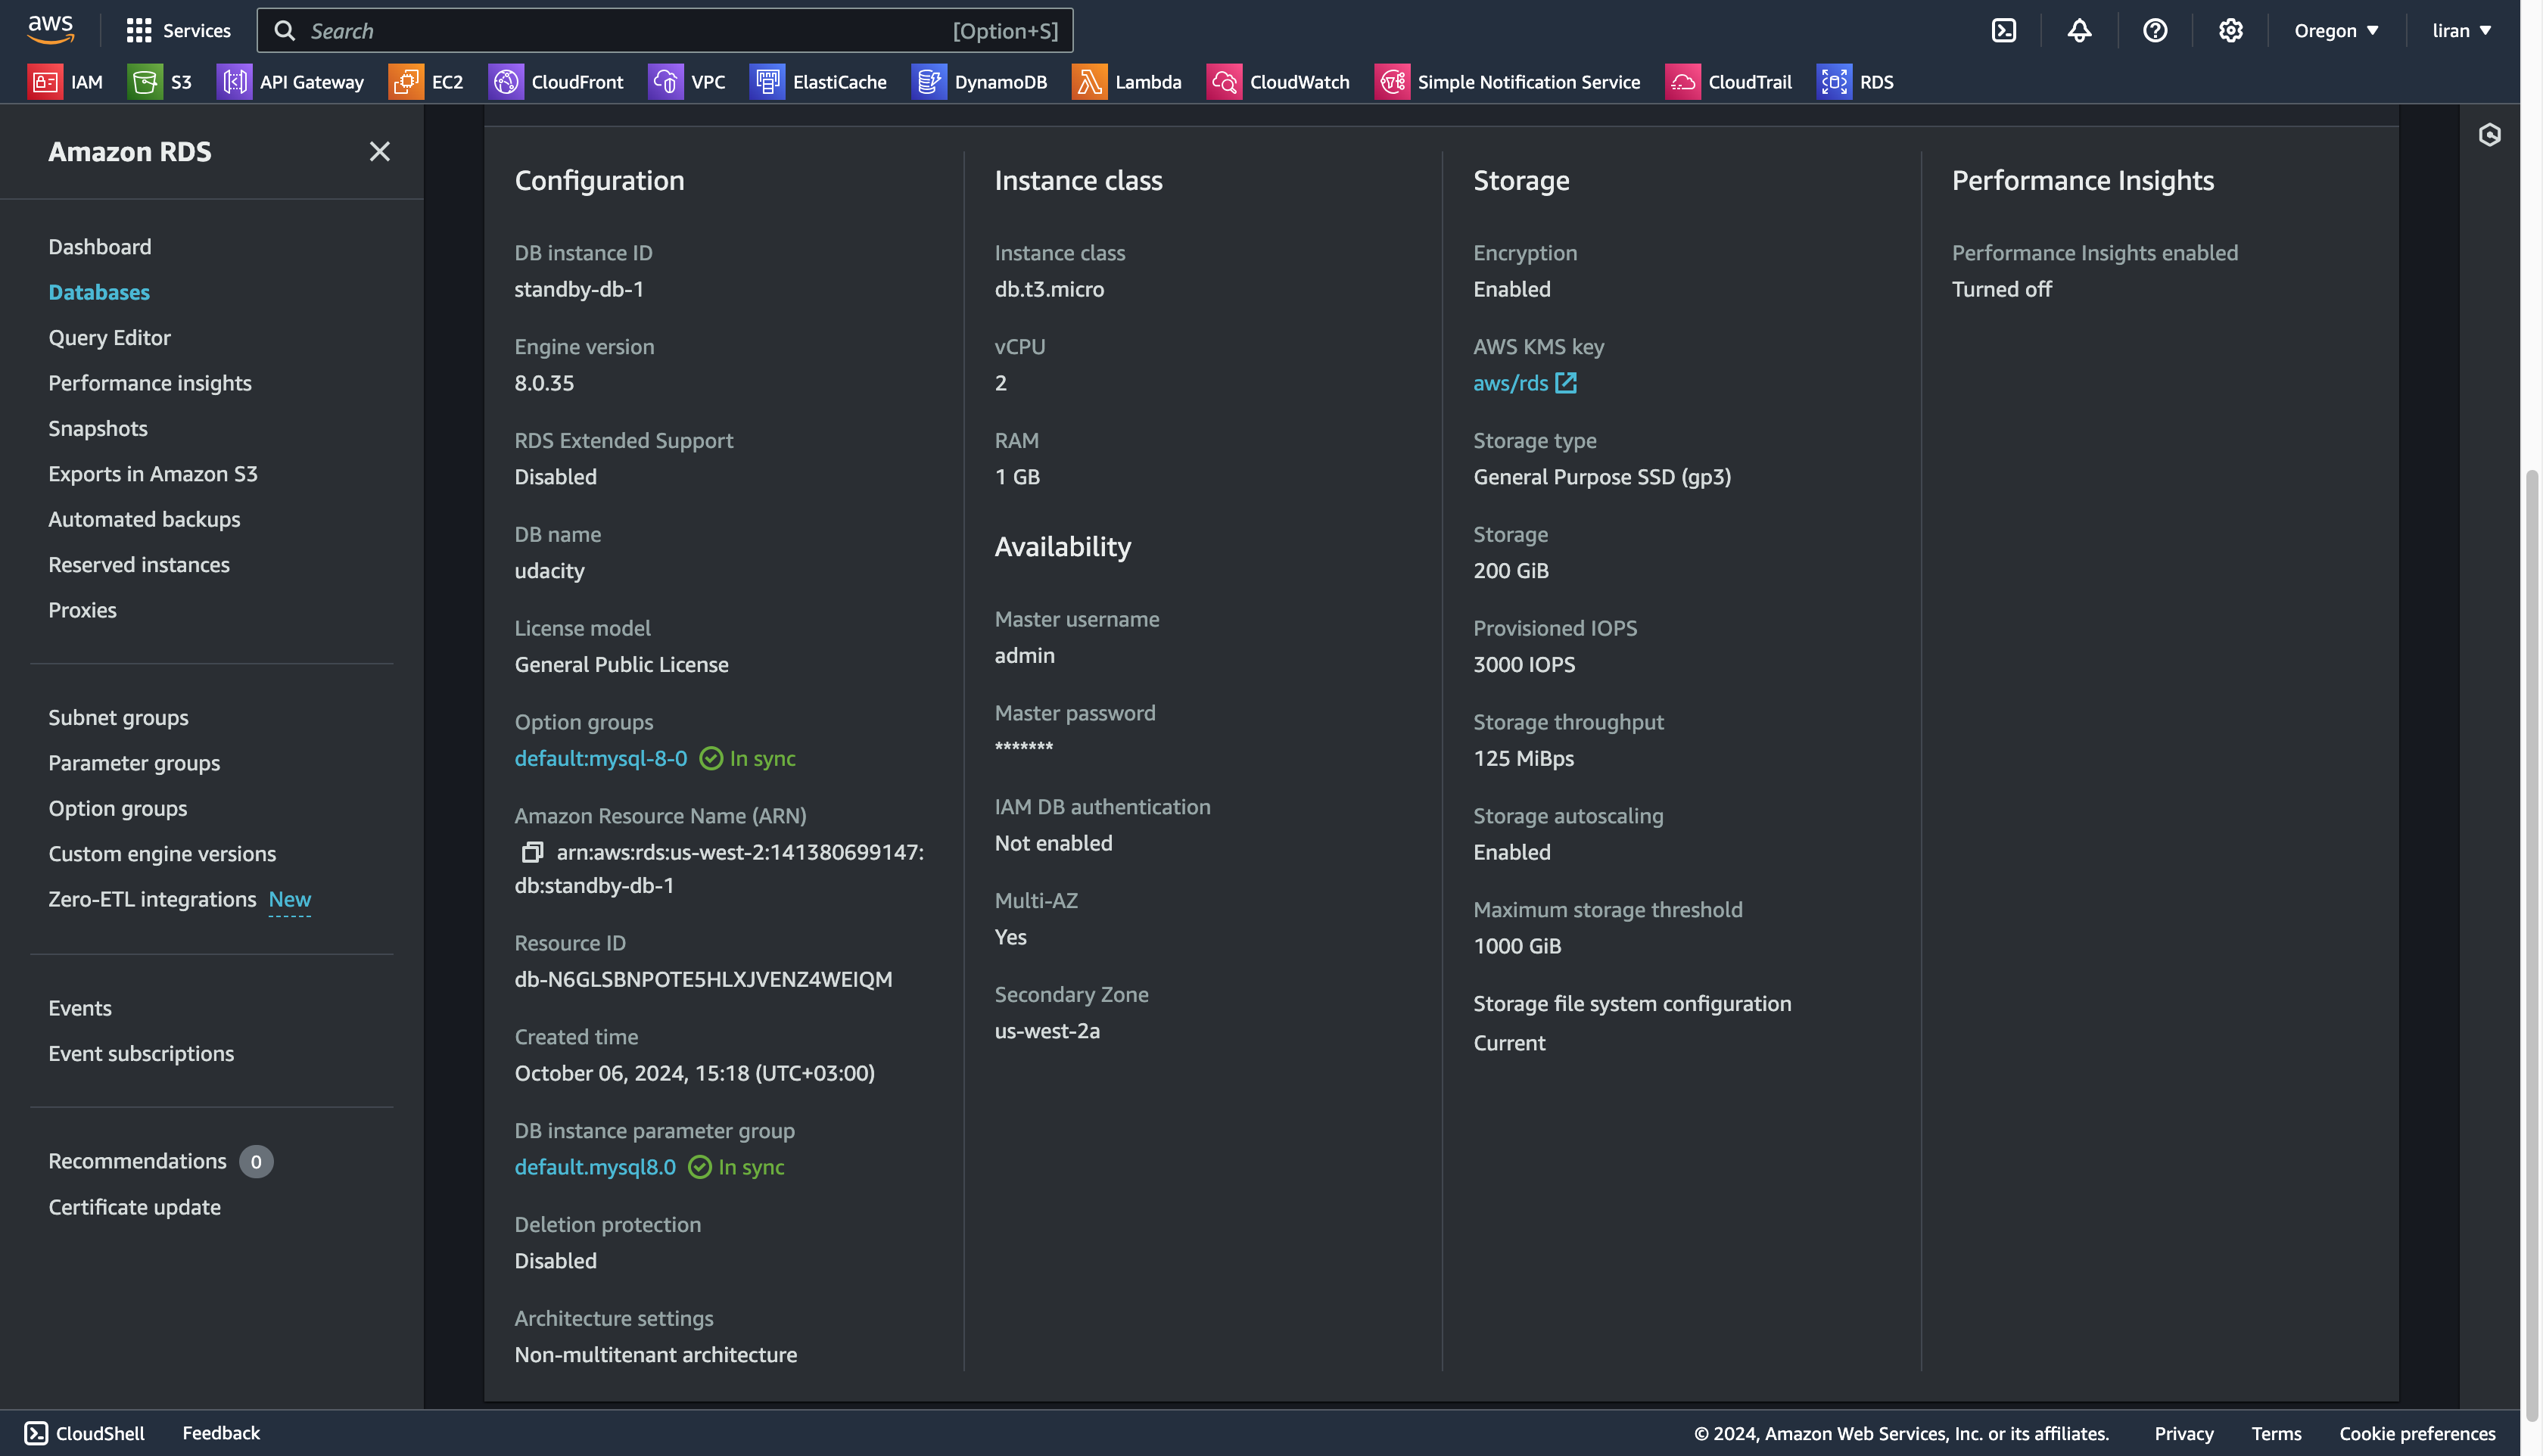 aws
Services
Search
[Option+S]
Oregon
liran
IAM
S3
API Gateway
EC2
CloudFront
VPC
ElastiCache
DynamoDB
Lambda
CloudWatch
Simple Notification Service
CloudTrail
RDS
Amazon RDS
Dashboard
Databases
Query Editor
Performance insights
Snapshots
Exports in Amazon S3
Automated backups
Reserved instances
Proxies
Subnet groups
Parameter groups
Option groups
Custom engine versions
Zero-ETL integrations New
Events
Event subscriptions
Recommendations 0
Certificate update
Configuration
DB instance ID
standby-db-1
Engine version
8.0.35
RDS Extended Support
Disabled
DB name
udacity
License model
General Public License
Option groups
default:mysql-8-0 In sync
Amazon Resource Name (ARN)
arn:aws:rds:us-west-2:141380699147:
db:standby-db-1
Resource ID
db-N6GLSBNPOTE5HLXJVENZ4WEIQM
Created time
October 06, 2024, 15:18 (UTC+03:00)
DB instance parameter group
default.mysql8.0 In sync
Deletion protection
Disabled
Architecture settings
Non-multitenant architecture
Instance class
Instance class
db.t3.micro
vCPU
2
RAM
1 GB
Availability
Master username
admin
Master password
*******
IAM DB authentication
Not enabled
Multi-AZ
Yes
Secondary Zone
us-west-2a
Storage
Encryption
Enabled
AWS KMS key
aws/rds
Storage type
General Purpose SSD (gp3)
Storage
200 GiB
Provisioned IOPS
3000 IOPS
Storage throughput
125 MiBps
Storage autoscaling
Enabled
Maximum storage threshold
1000 GiB
Storage file system configuration
Current
Performance Insights
Performance Insights enabled
Turned off
CloudShell
Feedback
© 2024, Amazon Web Services, Inc. or its affiliates.
Privacy
Terms
Cookie preferences